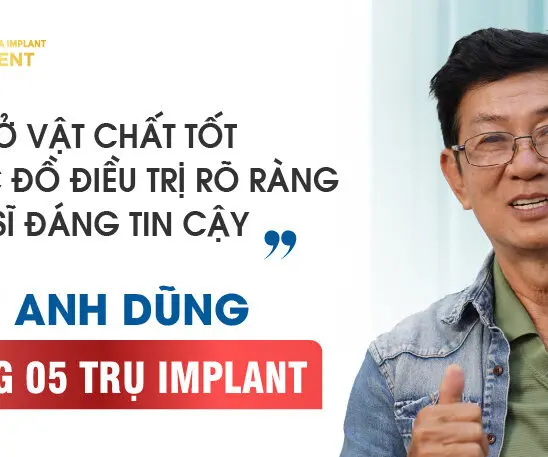 A IMPLANT
ENT
Ở VẬT CHẤT TỐT
ĐỒ ĐIỀU TRỊ RÕ RÀNG
SĨ ĐÁNG TIN CẬY ”
ANH DŨNG
G 05 TRỤ IMPLANT